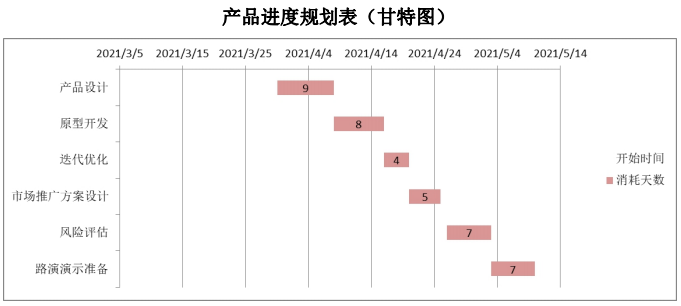 产品进度规划表（甘特图）
2021/3/5 2021/3/15 2021/3/25 2021/4/4 2021/4/14 2021/4/24 2021/5/4 2021/5/14
产品设计 9
原型开发 8
迭代优化 4
开始时间
消耗天数
市场推广方案设计 5
风险评估 7
路演演示准备 7